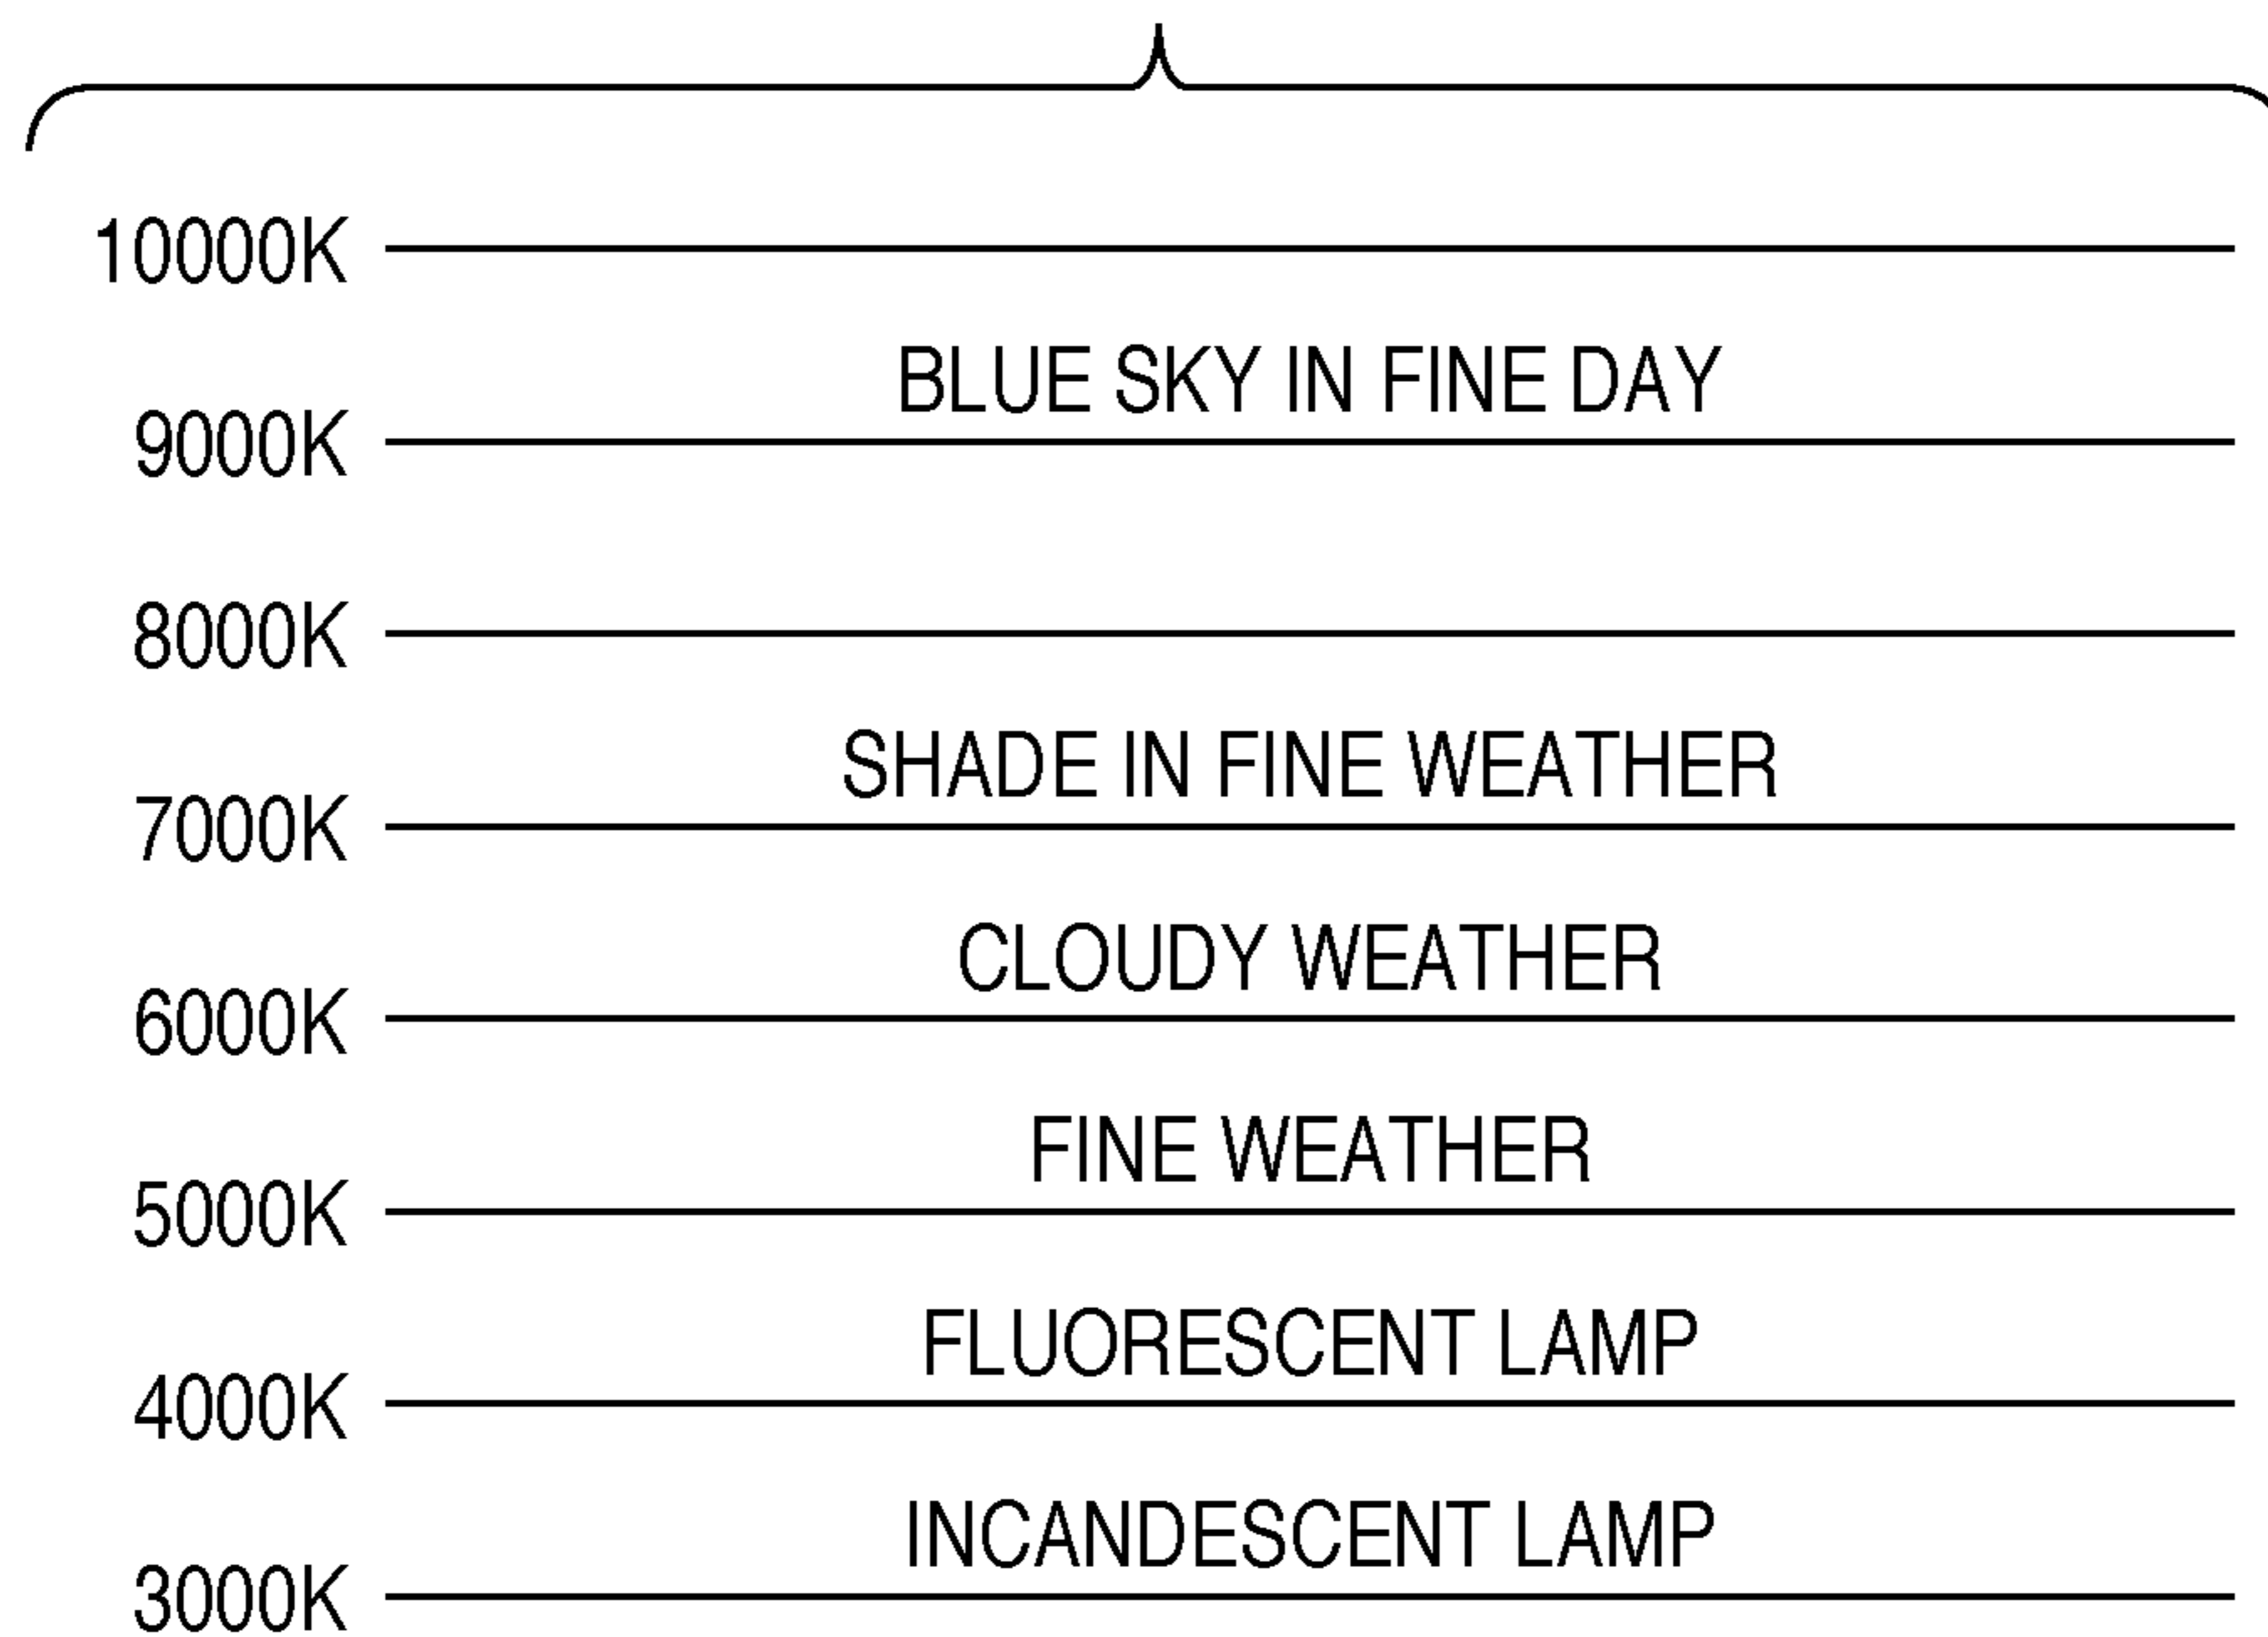 10000K
BLUE SKY IN FINE DAY
9000K
8000K
SHADE IN FINE WEATHER
7000K
CLOUDY WEATHER
6000K
FINE WEATHER
5000K
FLUORESCENT LAMP
4000K
INCANDESCENT LAMP
3000K